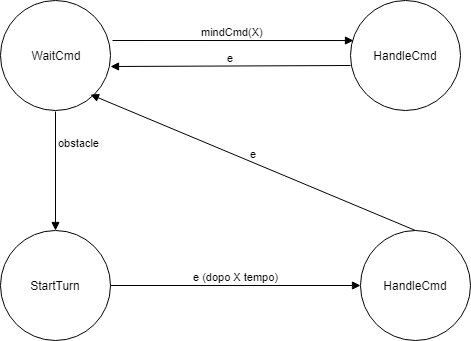 mindCmd(X)
WaitCmd
e
HandleCmd
obstacle
e
StartTurn
e (dopo X tempo)
HandleCmd